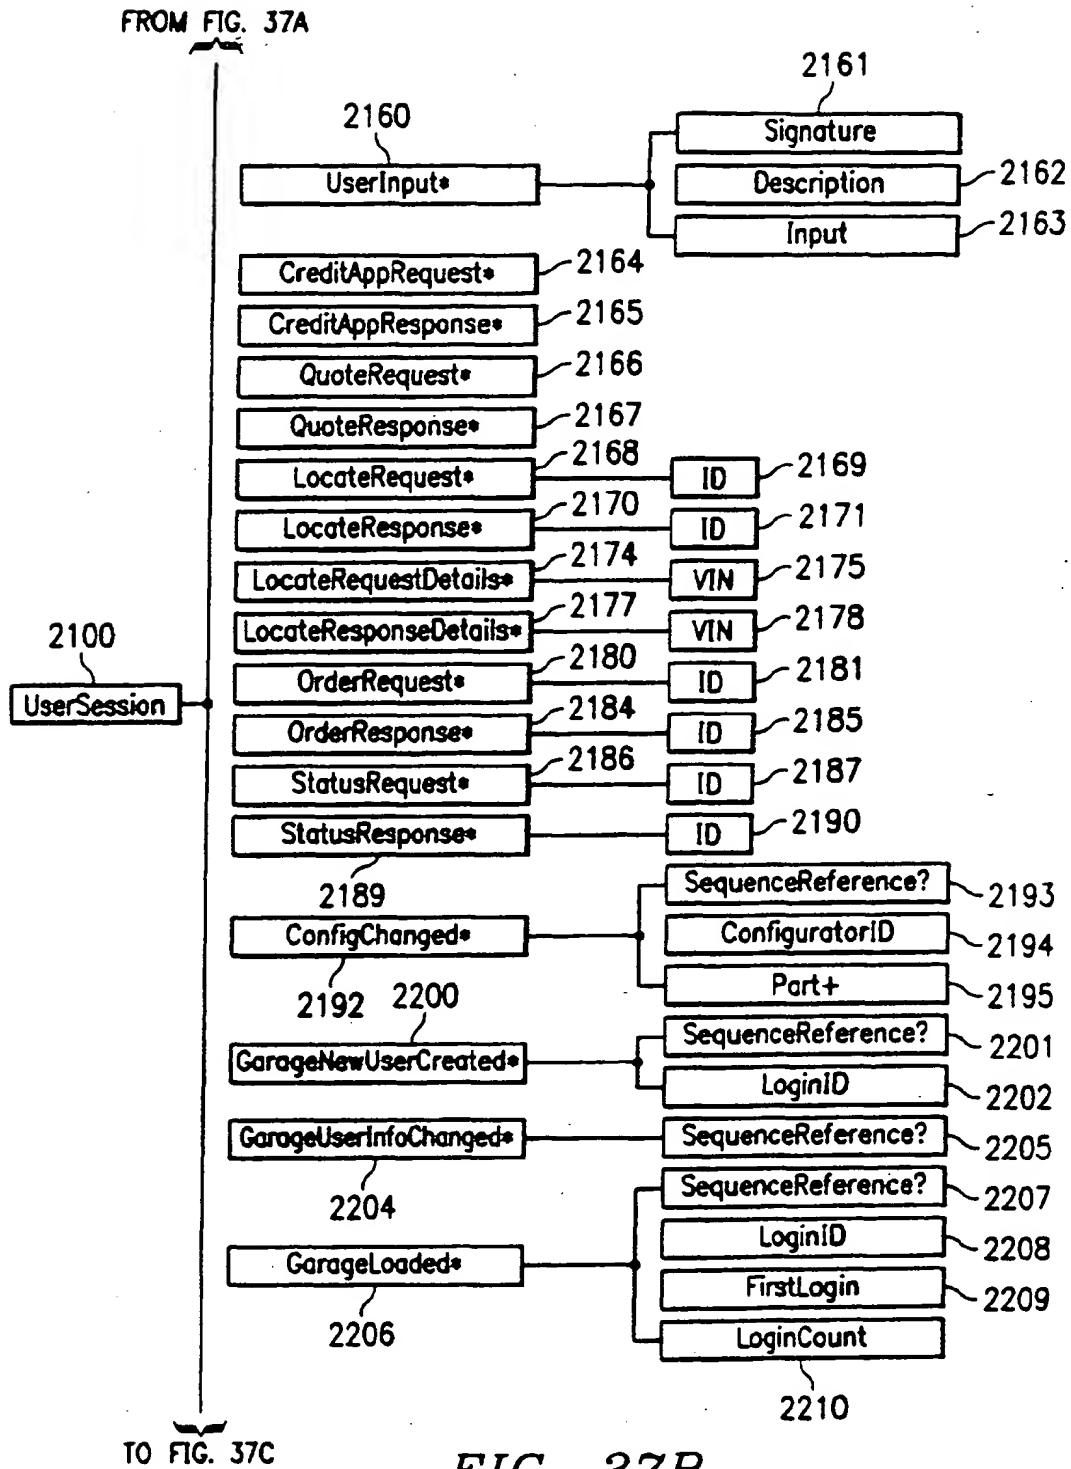 FROM FIG. 37A
2161
2160
Signature
UserInput*
Description
2162
Input
2163
CreditAppRequest*
2164
CreditAppResponse*
2165
QuoteRequest*
2166
QuoteResponse*
2167
LocateRequest*
2168
ID
2169
LocateResponse*
2170
ID
2171
LocateRequestDetails*
2174
VIN
2175
LocateResponseDetails*
2177
VIN
2178
2100
UserSession
OrderRequest*
2180
ID
2181
OrderResponse*
2184
ID
2185
StatusRequest*
2186
ID
2187
StatusResponse*
ID
2190
2189
SequenceReference?
2193
ConfigChanged*
ConfiguratorID
2194
2192
Part+
2195
2200
SequenceReference?
2201
GarageNewUserCreated*
LoginID
2202
GarageUserInfoChanged*
SequenceReference?
2205
2204
SequenceReference?
2207
LoginID
2208
GarageLoaded*
FirstLogin
2209
2206
LoginCount
2210
TO FIG. 37C
FIG. 37B